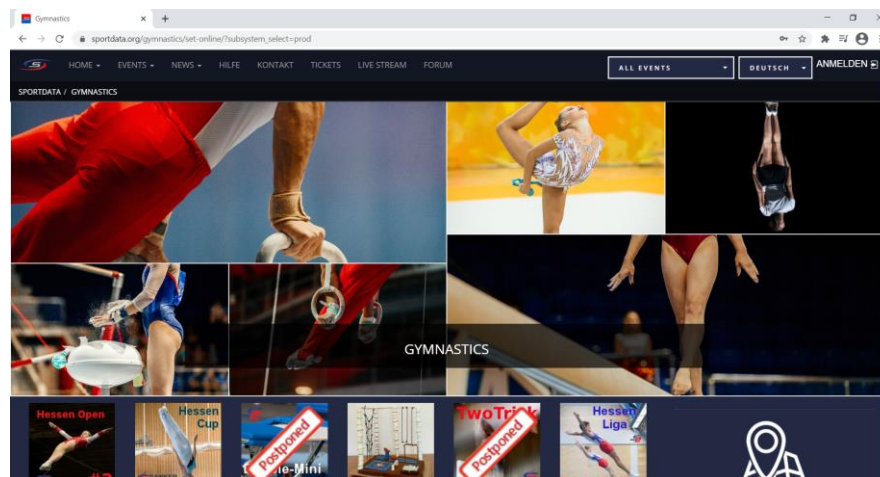 Gymnastics
sportdata.org/gymnastics/set-online/?subsystem_select=prod
HOME EVENTS NEWS HILFE KONTAKT TICKETS LIVE STREAM FORUM ALL EVENTS DEUTSCH ANMELDEN
SPORTDATA / GYMNASTICS
GYMNASTICS
Hessen Open
Hessen
Cup
Postponed
TwoTrick
Postponed
Hessen
Liga